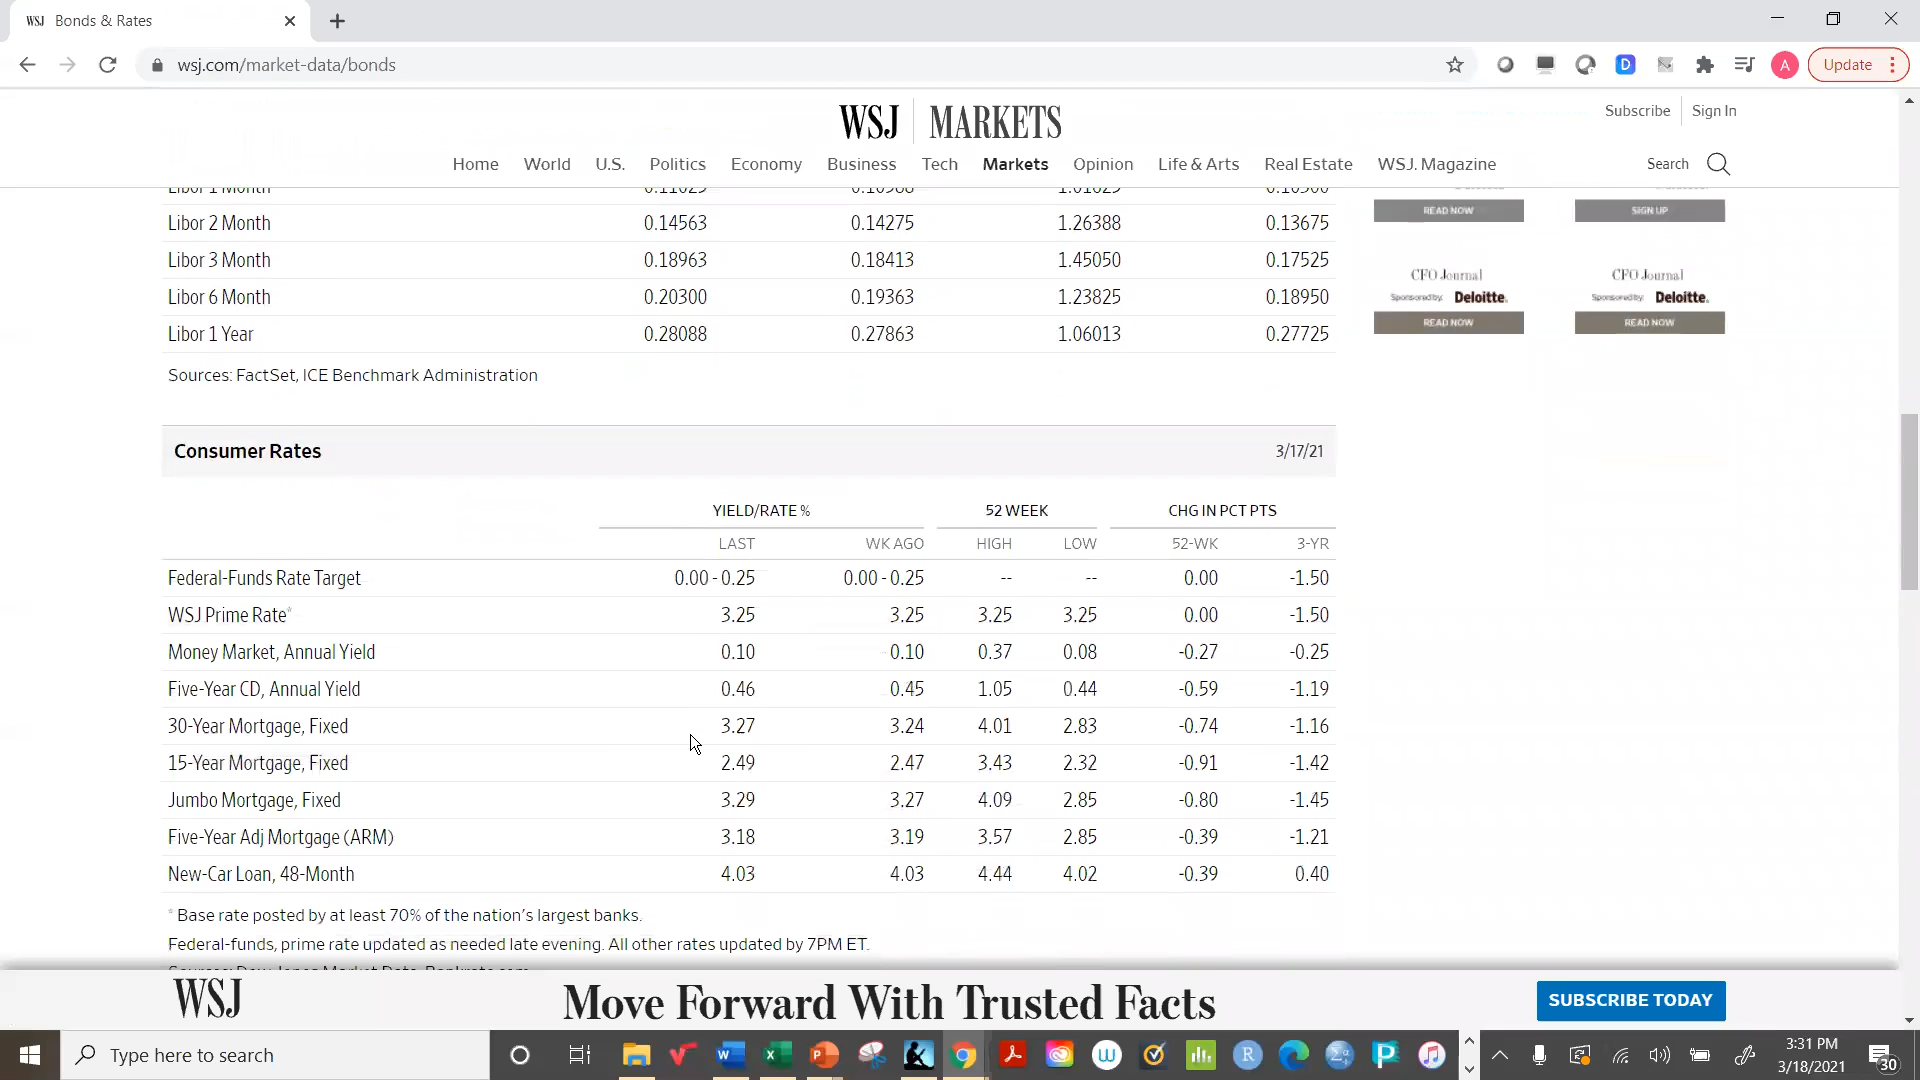 WSJ Bonds & Rates
wsj.com/market-data/bonds
D
A
Update
WSJ MARKETS
Subscribe Sign In
Home World U.S. Politics Economy Business Tech Markets Opinion Life & Arts Real Estate WSJ. Magazine Search
Libor 1 Month
READ NOW SIGN UP
Libor 2 Month 0.14563 0.14275 1.26388 0.13675
Libor 3 Month 0.18963 0.18413 1.45050 0.17525
CFO Journal CFO Journal
Libor 6 Month 0.20300 0.19363 1.23825 0.18950
Sponsored by: Deloitte. Sponsored by: Deloitte.
READ NOW READ NOW
Libor 1 Year 0.28088 0.27863 1.06013 0.27725
Sources: FactSet, ICE Benchmark Administration
Consumer Rates 3/17/21
YIELD/RATE % 52 WEEK CHG IN PCT PTS
LAST WK AGO HIGH LOW 52-WK 3-YR
Federal-Funds Rate Target 0.00 - 0.25 0.00 - 0.25 -- -- 0.00 -1.50
WSJ Prime Rate* 3.25 3.25 3.25 3.25 0.00 -1.50
Money Market, Annual Yield 0.10 0.10 0.37 0.08 -0.27 -0.25
Five-Year CD, Annual Yield 0.46 0.45 1.05 0.44 -0.59 -1.19
30-Year Mortgage, Fixed 3.27 3.24 4.01 2.83 -0.74 -1.16
15-Year Mortgage, Fixed 2.49 2.47 3.43 2.32 -0.91 -1.42
Jumbo Mortgage, Fixed 3.29 3.27 4.09 2.85 -0.80 -1.45
Five-Year Adj Mortgage (ARM) 3.18 3.19 3.57 2.85 -0.39 -1.21
New-Car Loan, 48-Month 4.03 4.03 4.44 4.02 -0.39 0.40
* Base rate posted by at least 70% of the nation's largest banks.
Federal-funds, prime rate updated as needed late evening. All other rates updated by 7PM ET.
WSJ Move Forward With Trusted Facts SUBSCRIBE TODAY
Type here to search
3:31 PM
3/18/2021
30